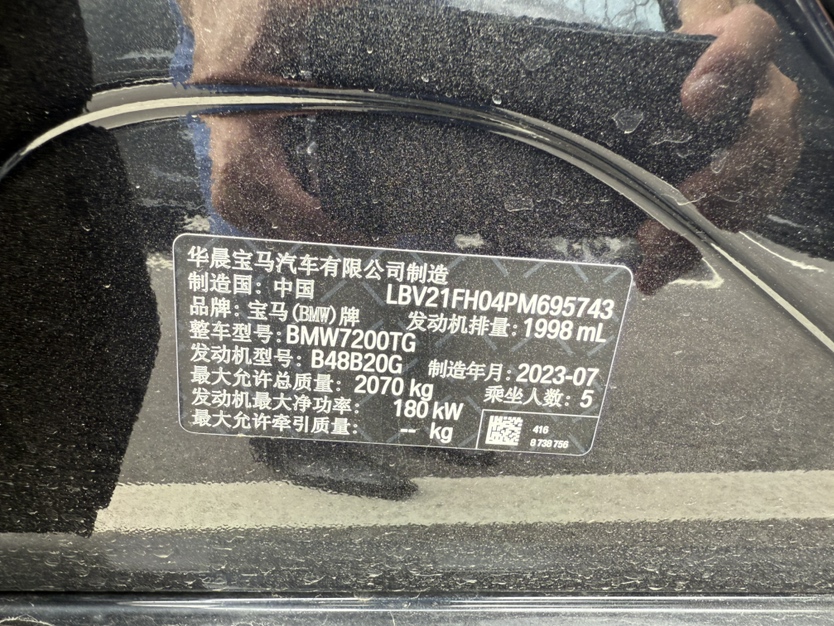 华晨宝马汽车有限公司制造
制造国：中国 LBV21FH04PM695743
品牌：宝马(BMW)牌 发动机排量：1998 mL
整车型号：BMW7200TG
发动机型号：B48B20G 制造年月：2023-07
最大允许总质量：2070 kg 乘坐人数：5
发动机最大净功率：180 kW
最大允许牵引质量：-- kg
416
8 738 756